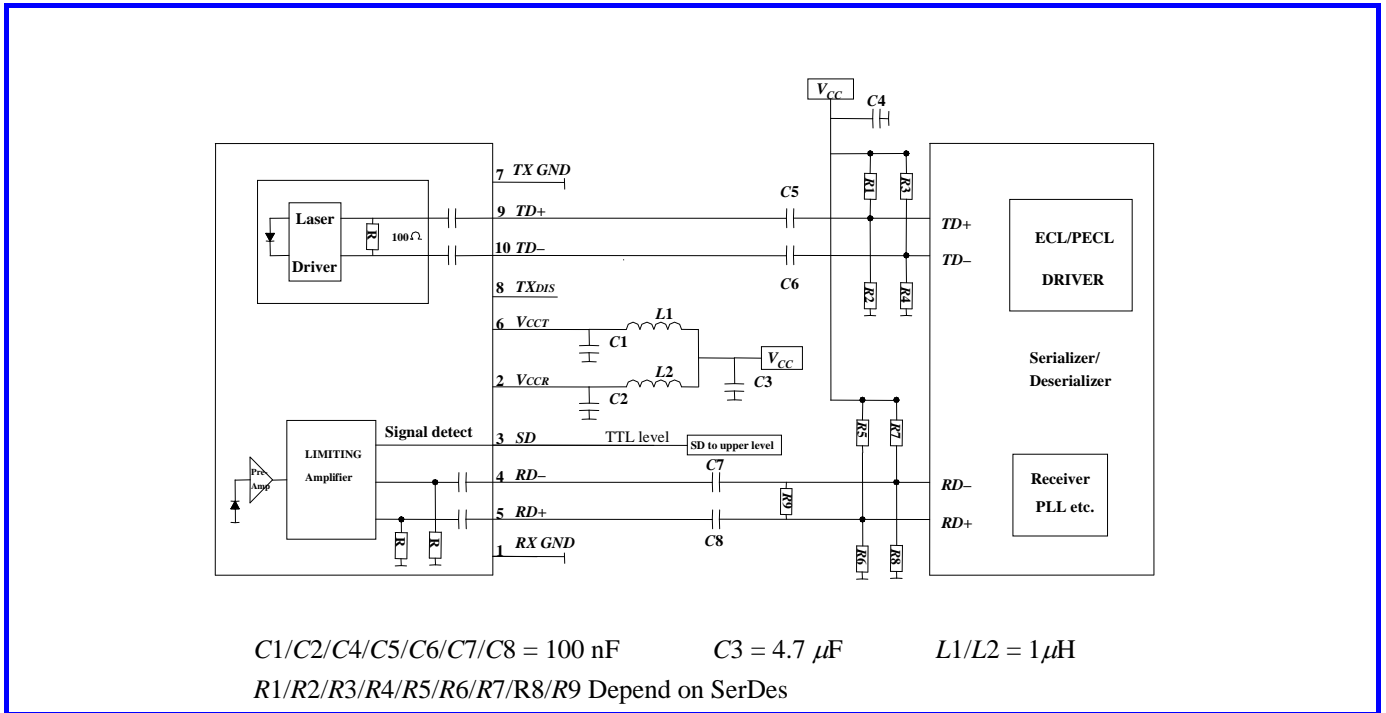 VCC
C4
7 TX GND
R1
R3
C5
Laser
R
100Ω
Driver
9 TD+
TD+
ECL/PECL
10 TD−
TD−
DRIVER
C6
R2
R4
8 TXDIS
6 VCCT
L1
C1
VCC
Serializer/
Deserializer
L2
2 VCCR
C2
C3
Signal detect
3 SD
TTL level
SD to upper level
R5
R7
LIMITING
Amplifier
Pre-
Amp
C7
4 RD−
RD−
Receiver
R9
PLL etc.
5 RD+
RD+
C8
R
R
1 RX GND
R6
R8
C1/C2/C4/C5/C6/C7/C8 = 100 nF C3 = 4.7 μF L1/L2 = 1μH
R1/R2/R3/R4/R5/R6/R7/R8/R9 Depend on SerDes